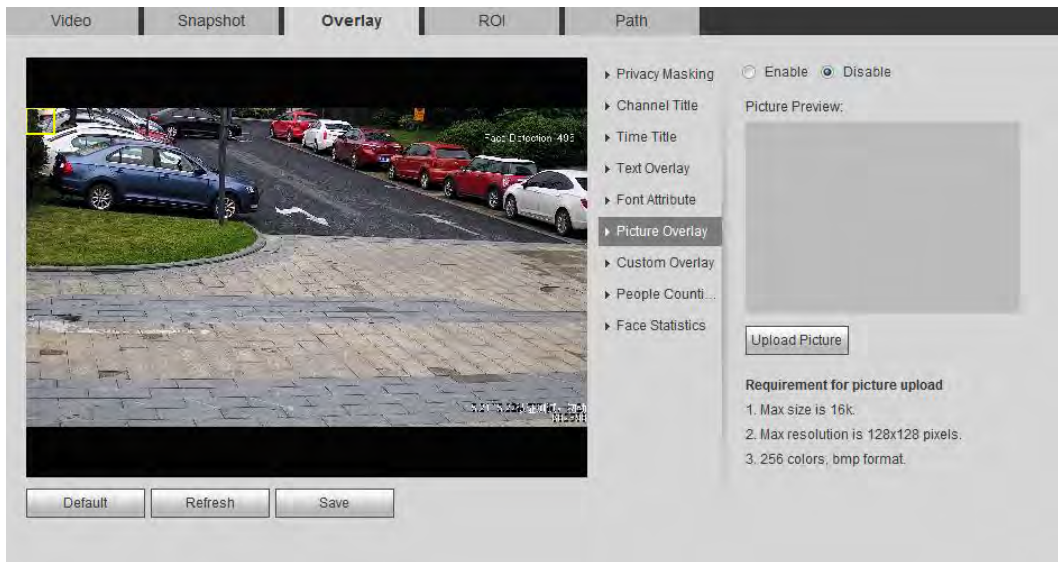 Video Snapshot Overlay ROI Path
Privacy Masking
Channel Title
Time Title
Text Overlay
Font Attribute
Picture Overlay
Custom Overlay
People Counti...
Face Statistics
Enable Disable
Picture Preview:
Upload Picture
Requirement for picture upload
1. Max size is 16k.
2. Max resolution is 128x128 pixels.
3. 256 colors, bmp format.
Face Detection
Default Refresh Save